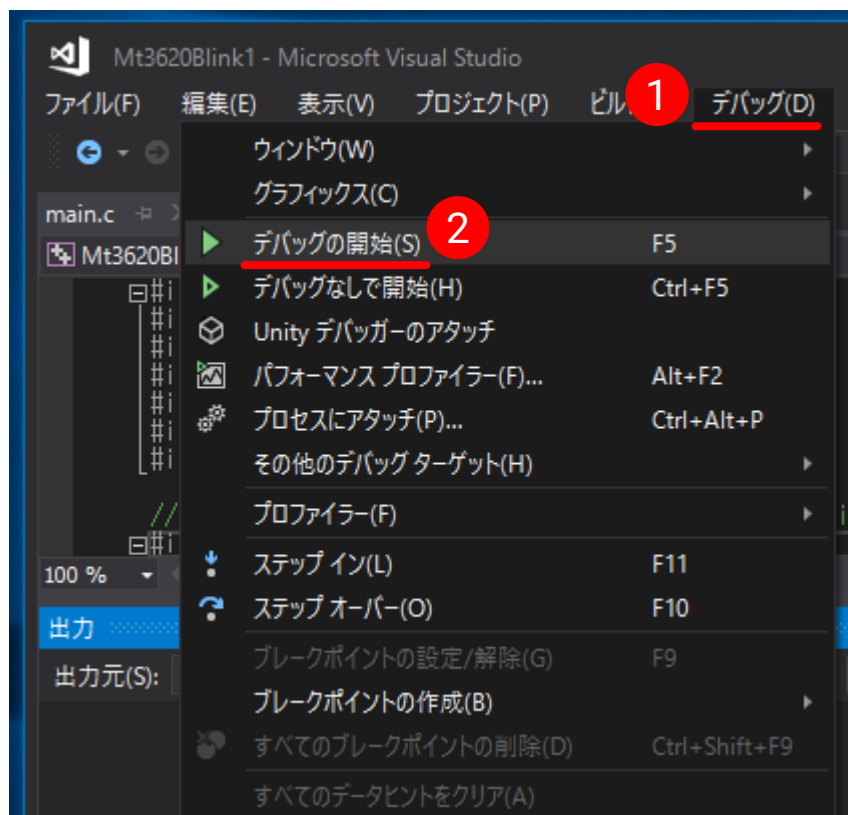 Mt3620Blink1 - Microsoft Visual Studio
ファイル(F) 編集(E) 表示(V) プロジェクト(P) ビル 1 デバッグ(D)
ウィンドウ(W)
グラフィックス(C)
main.c
デバッグの開始(S) 2 F5
Mt3620Bl
デバッグなしで開始(H) Ctrl+F5
#i
#i
Unity デバッガーのアタッチ
#i
パフォーマンス プロファイラー(F)... Alt+F2
#i
#i
プロセスにアタッチ(P)... Ctrl+Alt+P
#i
#i
その他のデバッグ ターゲット(H)
//
プロファイラー(F)
#i
100 %
ステップ イン(L) F11
ステップ オーバー(O) F10
出力
ブレークポイントの設定/解除(G) F9
出力元(S):
ブレークポイントの作成(B)
すべてのブレークポイントの削除(D) Ctrl+Shift+F9
すべてのデータヒントをクリア(A)